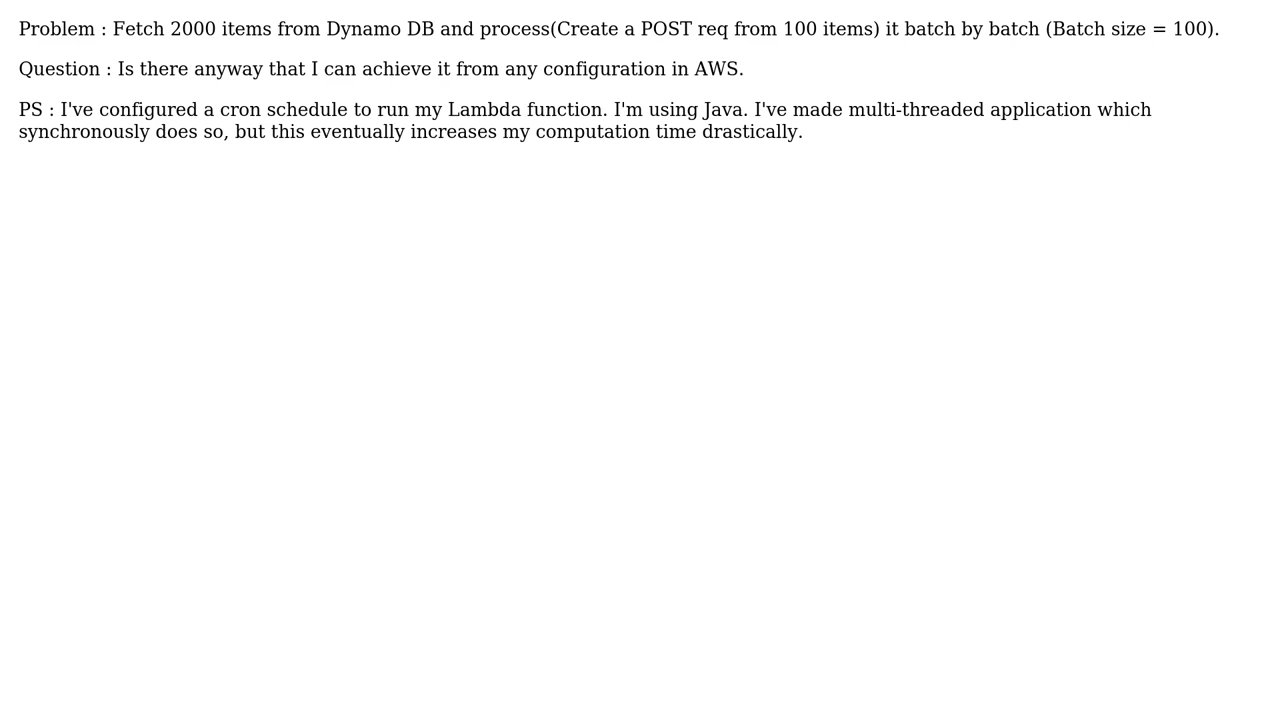 Problem : Fetch 2000 items from Dynamo DB and process(Create a POST req from 100 items) it batch by batch (Batch size = 100).
Question : Is there anyway that I can achieve it from any configuration in AWS.
PS : I've configured a cron schedule to run my Lambda function. I'm using Java. I've made multi-threaded application which
synchronously does so, but this eventually increases my computation time drastically.